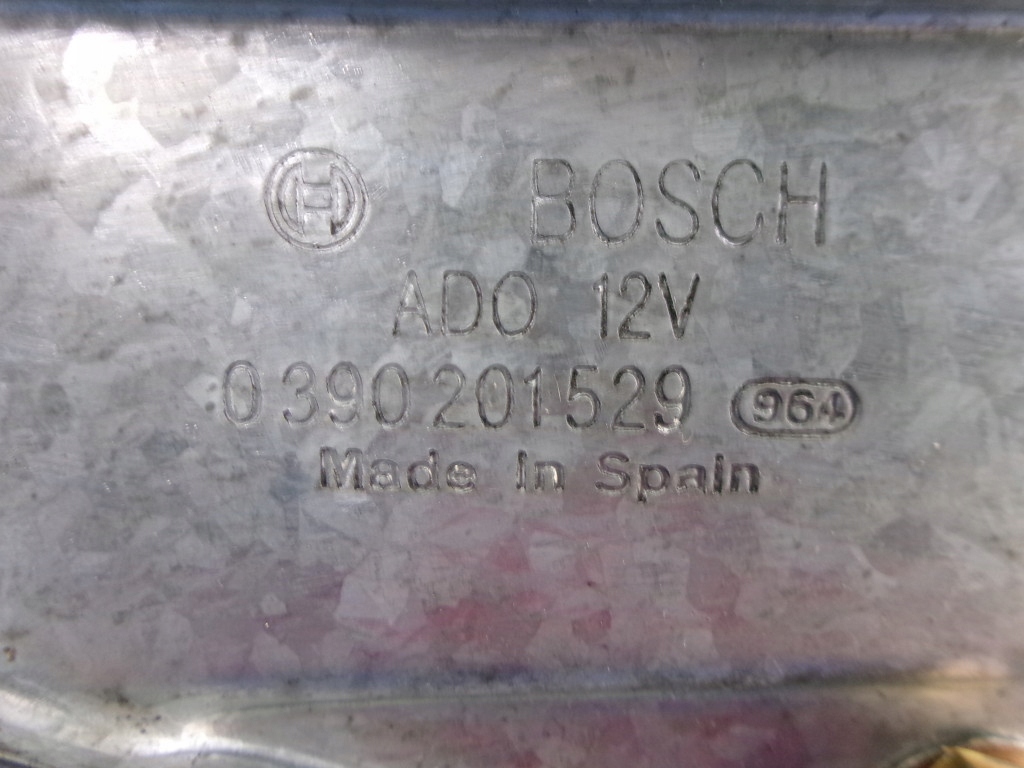 BOSCH
ADO 12V
0 390 201 529 964
Made in Spain